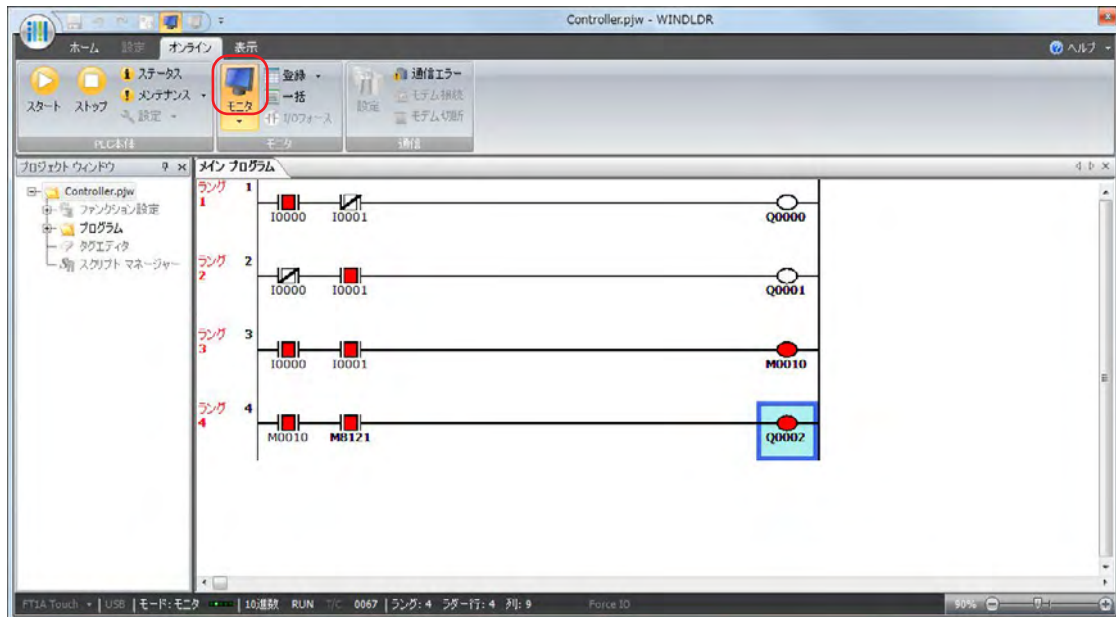 Controller.pjw - WINDLDR
ホーム 設定 オンライン 表示 ヘルプ
スタート ストップ
ステータス
メンテナンス
設定
PLC本体
モニタ
登録
一括
I/Oフォース
モニタ
設定
通信エラー
モデム接続
モデム切断
通信
プロジェクト ウィンドウ
Controller.pjw
ファンクション設定
プログラム
タグエディタ
スクリプト マネージャー
メイン プログラム
ラング 1
1
I0000 I0001 Q0000
ラング 2
2
I0000 I0001 Q0001
ラング 3
3
I0000 I0001 M0010
ラング 4
4
M0010 M8121 Q0002
FT1A Touch USB モード: モニタ 10進数 RUN T/C 0067 ラング: 4 ラダー行: 4 列: 9 Force IO 90%